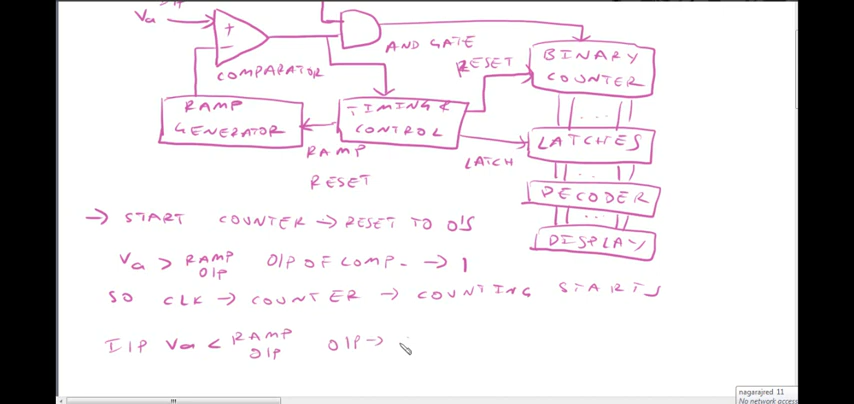 Va
+
-
COMPARATOR
AND GATE
RESET
BINARY
COUNTER
RAMP
GENERATOR
TIMING &
CONTROL
RAMP
RESET
LATCH
LATCHES
DECODER
DISPLAY
→ START COUNTER → RESET TO 0'S
Va > RAMP O/P O/P OF COMP- → 1
SO CLK → COUNTER → COUNTING STARTS
I/P Va < RAMP O/P O/P →
nagarajred 11
No network access